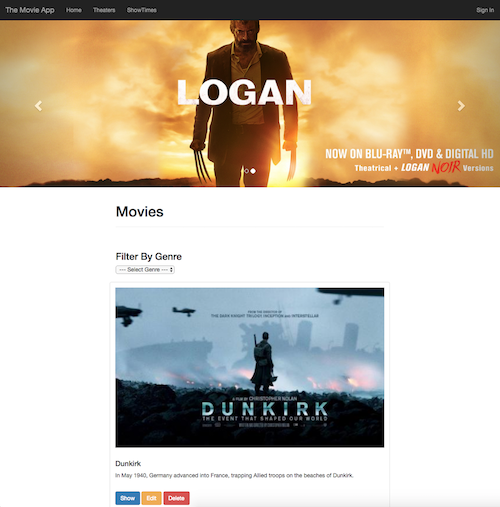 The Movie App Home Theaters ShowTimes Sign In
LOGAN
NOW ON BLU-RAY™, DVD & DIGITAL HD
Theatrical + LOGAN NOIR Versions
Movies
Filter By Genre
--- Select Genre ---
FROM THE DIRECTOR OF
THE DARK KNIGHT TRILOGY, INCEPTION AND INTERSTELLAR
A FILM BY CHRISTOPHER NOLAN
DUNKIRK
THE EVENT THAT SHAPED OUR WORLD
Dunkirk
In May 1940, Germany advanced into France, trapping Allied troops on the beaches of Dunkirk.
Show Edit Delete